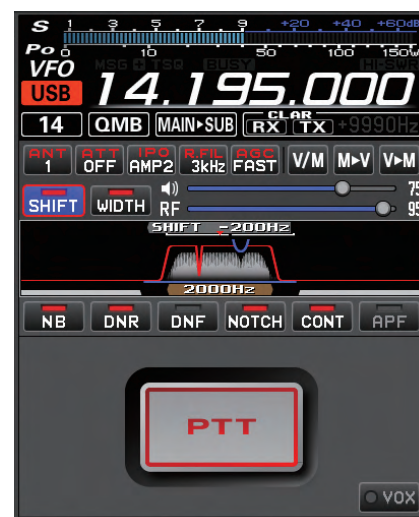 S 1 3 5 7 9 +20 +40 +60dB
Po 0 10 50 100 150W
VFO MSG + TSQ BUSY HI-SWR
USB 14.195.000
14 QMB MAIN▸SUB CLAR RX TX +9990Hz
ANT 1 ATT OFF IPO AMP2 R.FIL 3kHz AGC FAST V/M M▸V V▸M
SHIFT WIDTH 75
RF 95
SHIFT -200Hz
2000Hz
NB DNR DNF NOTCH CONT APF
PTT
VOX